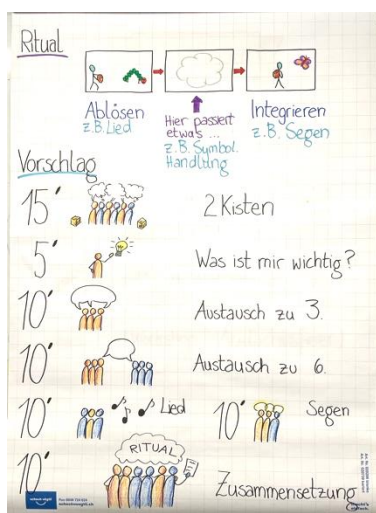 Ritual
Ablösen
z.B. Lied
Hier passiert
etwas ...
z.B. Symbol.
Handlung
Integrieren
z.B. Segen
Vorschlag
15' 2 Kisten
5' Was ist mir wichtig?
10' Austausch zu 3.
10' Austausch zu 6.
10' Lied 10' Segen
RITUAL
10' Zusammensetzung